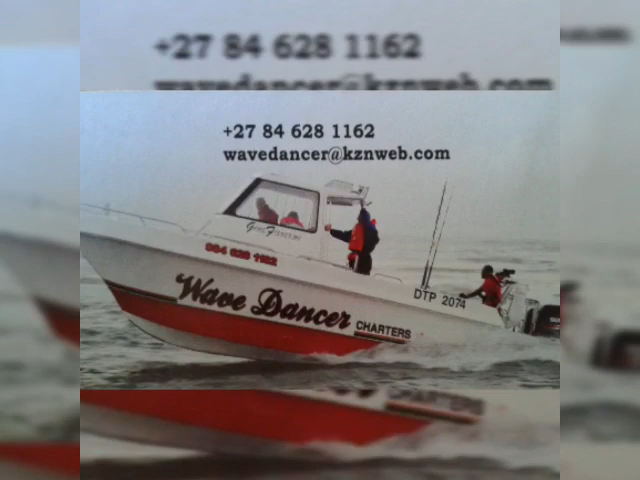 +27 84 628 1162
wavedancer@kznweb.com
084 628 1162
Wave Dancer
CHARTERS
DTP 2074